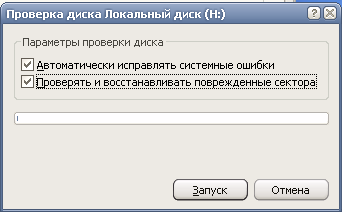 Проверка диска Локальный диск (H:)
Параметры проверки диска
Автоматически исправлять системные ошибки
Проверять и восстанавливать поврежденные сектора
Запуск Отмена